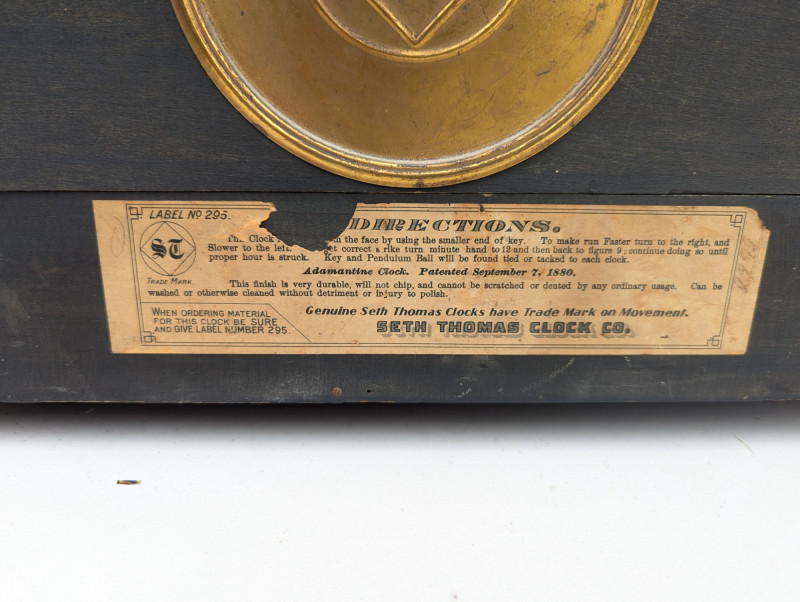 LABEL Nº 295.
DIRECTIONS.
Th. Clock the face by using the smaller end of key. To make run Faster turn to the right, and
ST
Slower to the left. correct rike turn minute hand to 12 and then back to figure 9; continue doing so until
proper hour is struck. Key and Pendulum Ball will be found tied or tacked to each clock.
TRADE MARK.
Adamantine Clock. Patented September 7, 1880.
This finish is very durable, will not chip, and cannot be scratched or dented by any ordinary usage. Can be
washed or otherwise cleaned without detriment or injury to polish.
WHEN ORDERING MATERIAL
FOR THIS CLOCK BE SURE
AND GIVE LABEL NUMBER 295.
Genuine Seth Thomas Clocks have Trade Mark on Movement.
SETH THOMAS CLOCK CO.